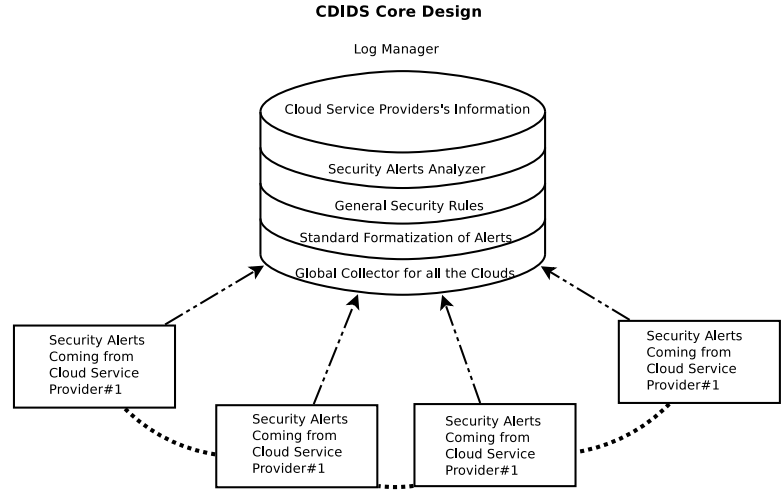 CDIDS Core Design
Log Manager
Cloud Service Providers's Information
Security Alerts Analyzer
General Security Rules
Standard Formatization of Alerts
Global Collector for all the Clouds
Security Alerts
Coming from
Cloud Service
Provider#1
Security Alerts
Coming from
Cloud Service
Provider#1
Security Alerts
Coming from
Cloud Service
Provider#1
Security Alerts
Coming from
Cloud Service
Provider#1